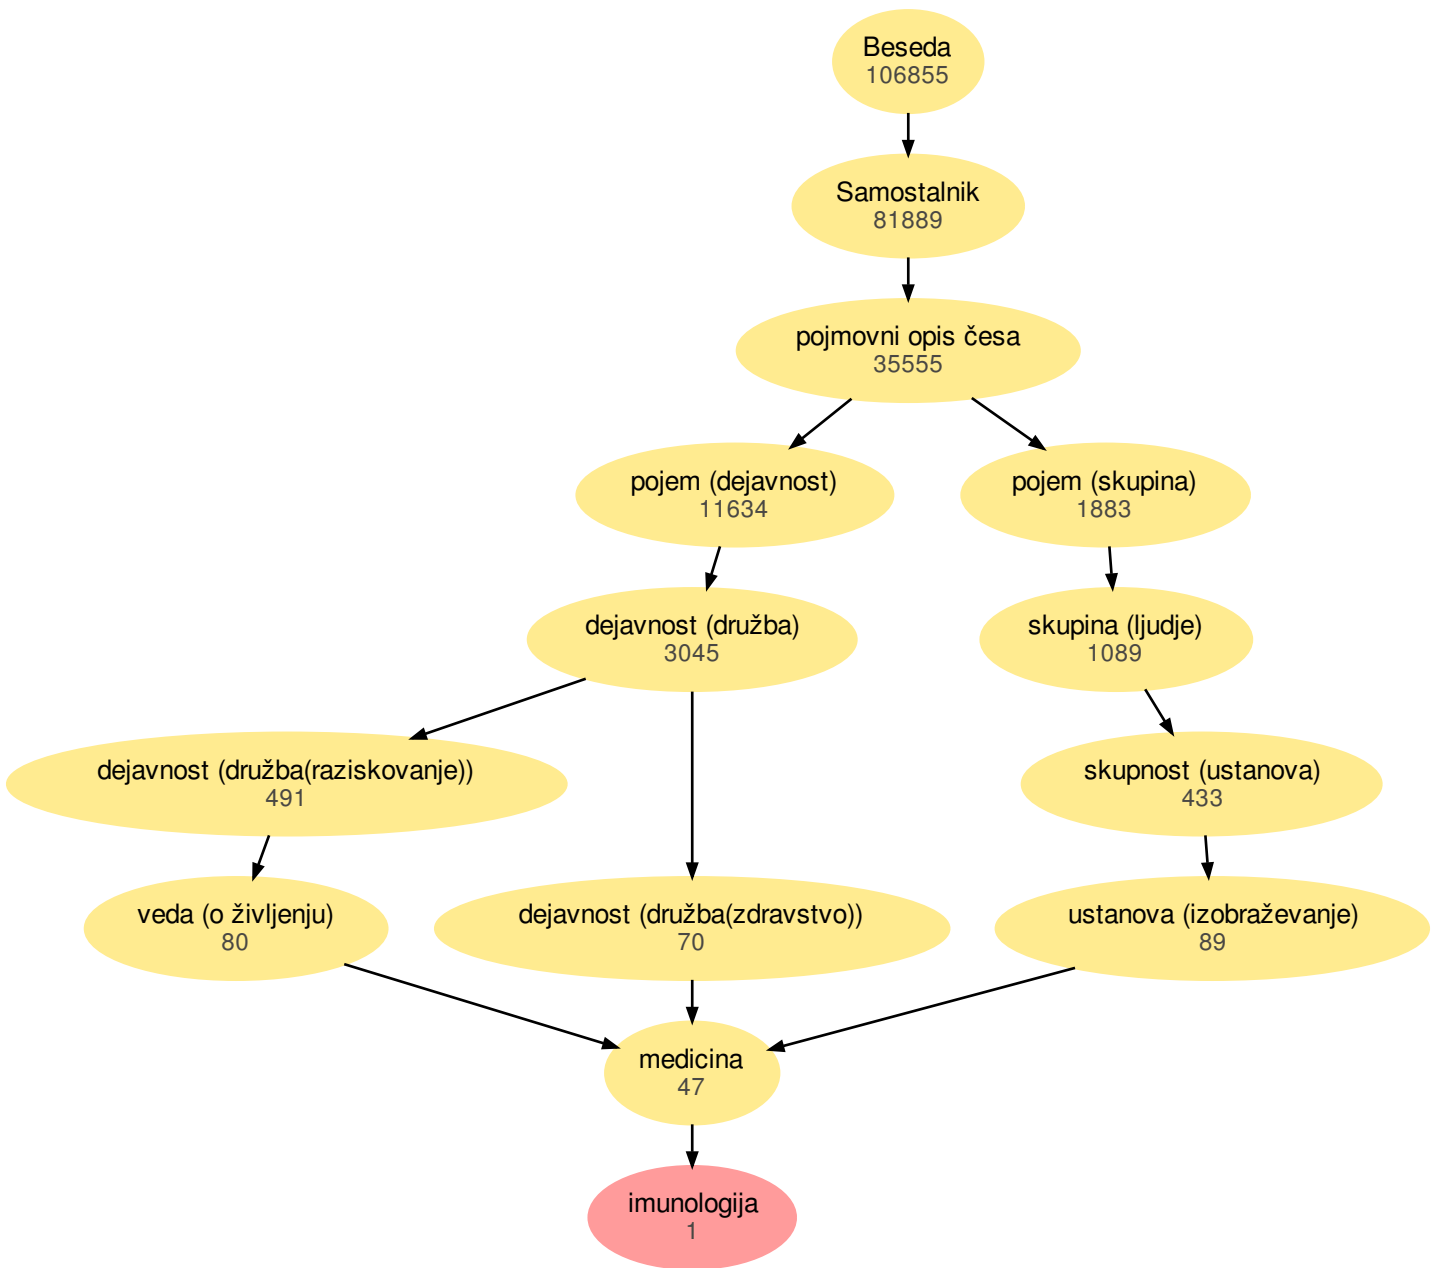 Beseda
106855
Samostalnik
81889
pojmovni opis česa
35555
pojem (dejavnost)
11634
pojem (skupina)
1883
dejavnost (družba)
3045
skupina (ljudje)
1089
dejavnost (družba(raziskovanje))
491
skupnost (ustanova)
433
veda (o življenju)
80
dejavnost (družba(zdravstvo))
70
ustanova (izobraževanje)
89
medicina
47
imunologija
1